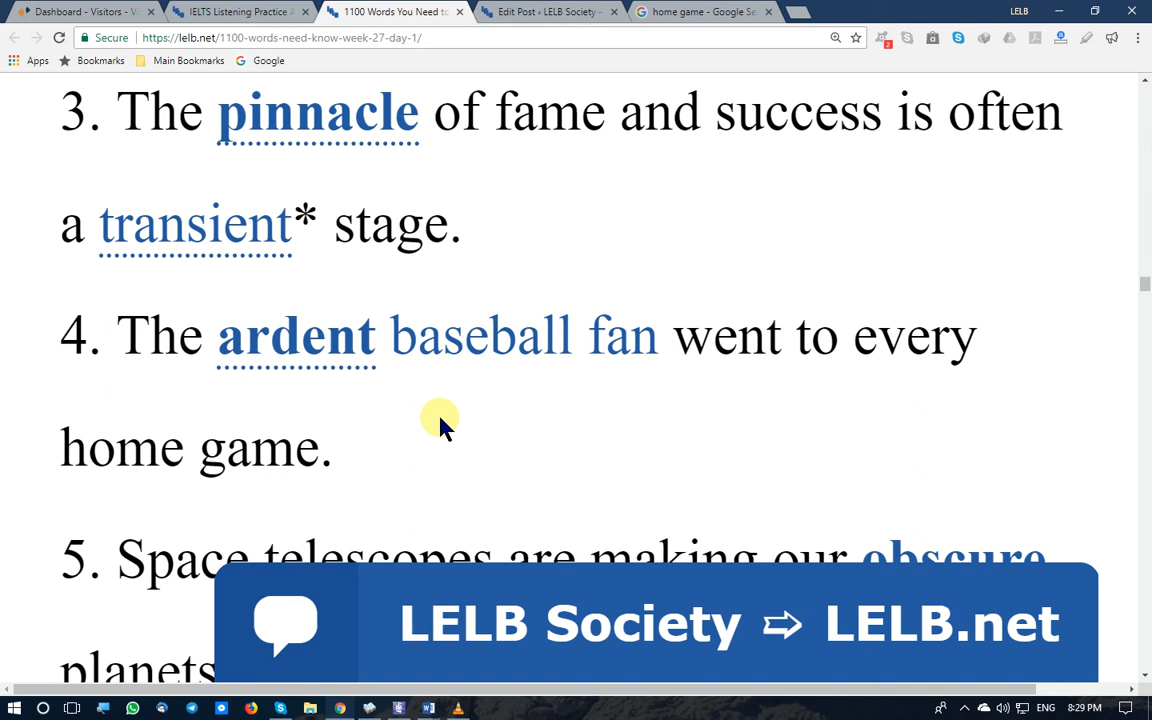 Dashboard - Visitors - Vi
IELTS Listening Practice A
1100 Words You Need to
Edit Post ‹ LELB Society –
home game - Google Se
LELB
Secure
https://lelb.net/1100-words-need-know-week-27-day-1/
2
Apps
Bookmarks
Main Bookmarks
Google
3. The pinnacle of fame and success is often
a transient* stage.
4. The ardent baseball fan went to every
home game.
5. Space telescopes are making our obscure
planets
LELB Society ⇨ LELB.net
ENG
8:29 PM